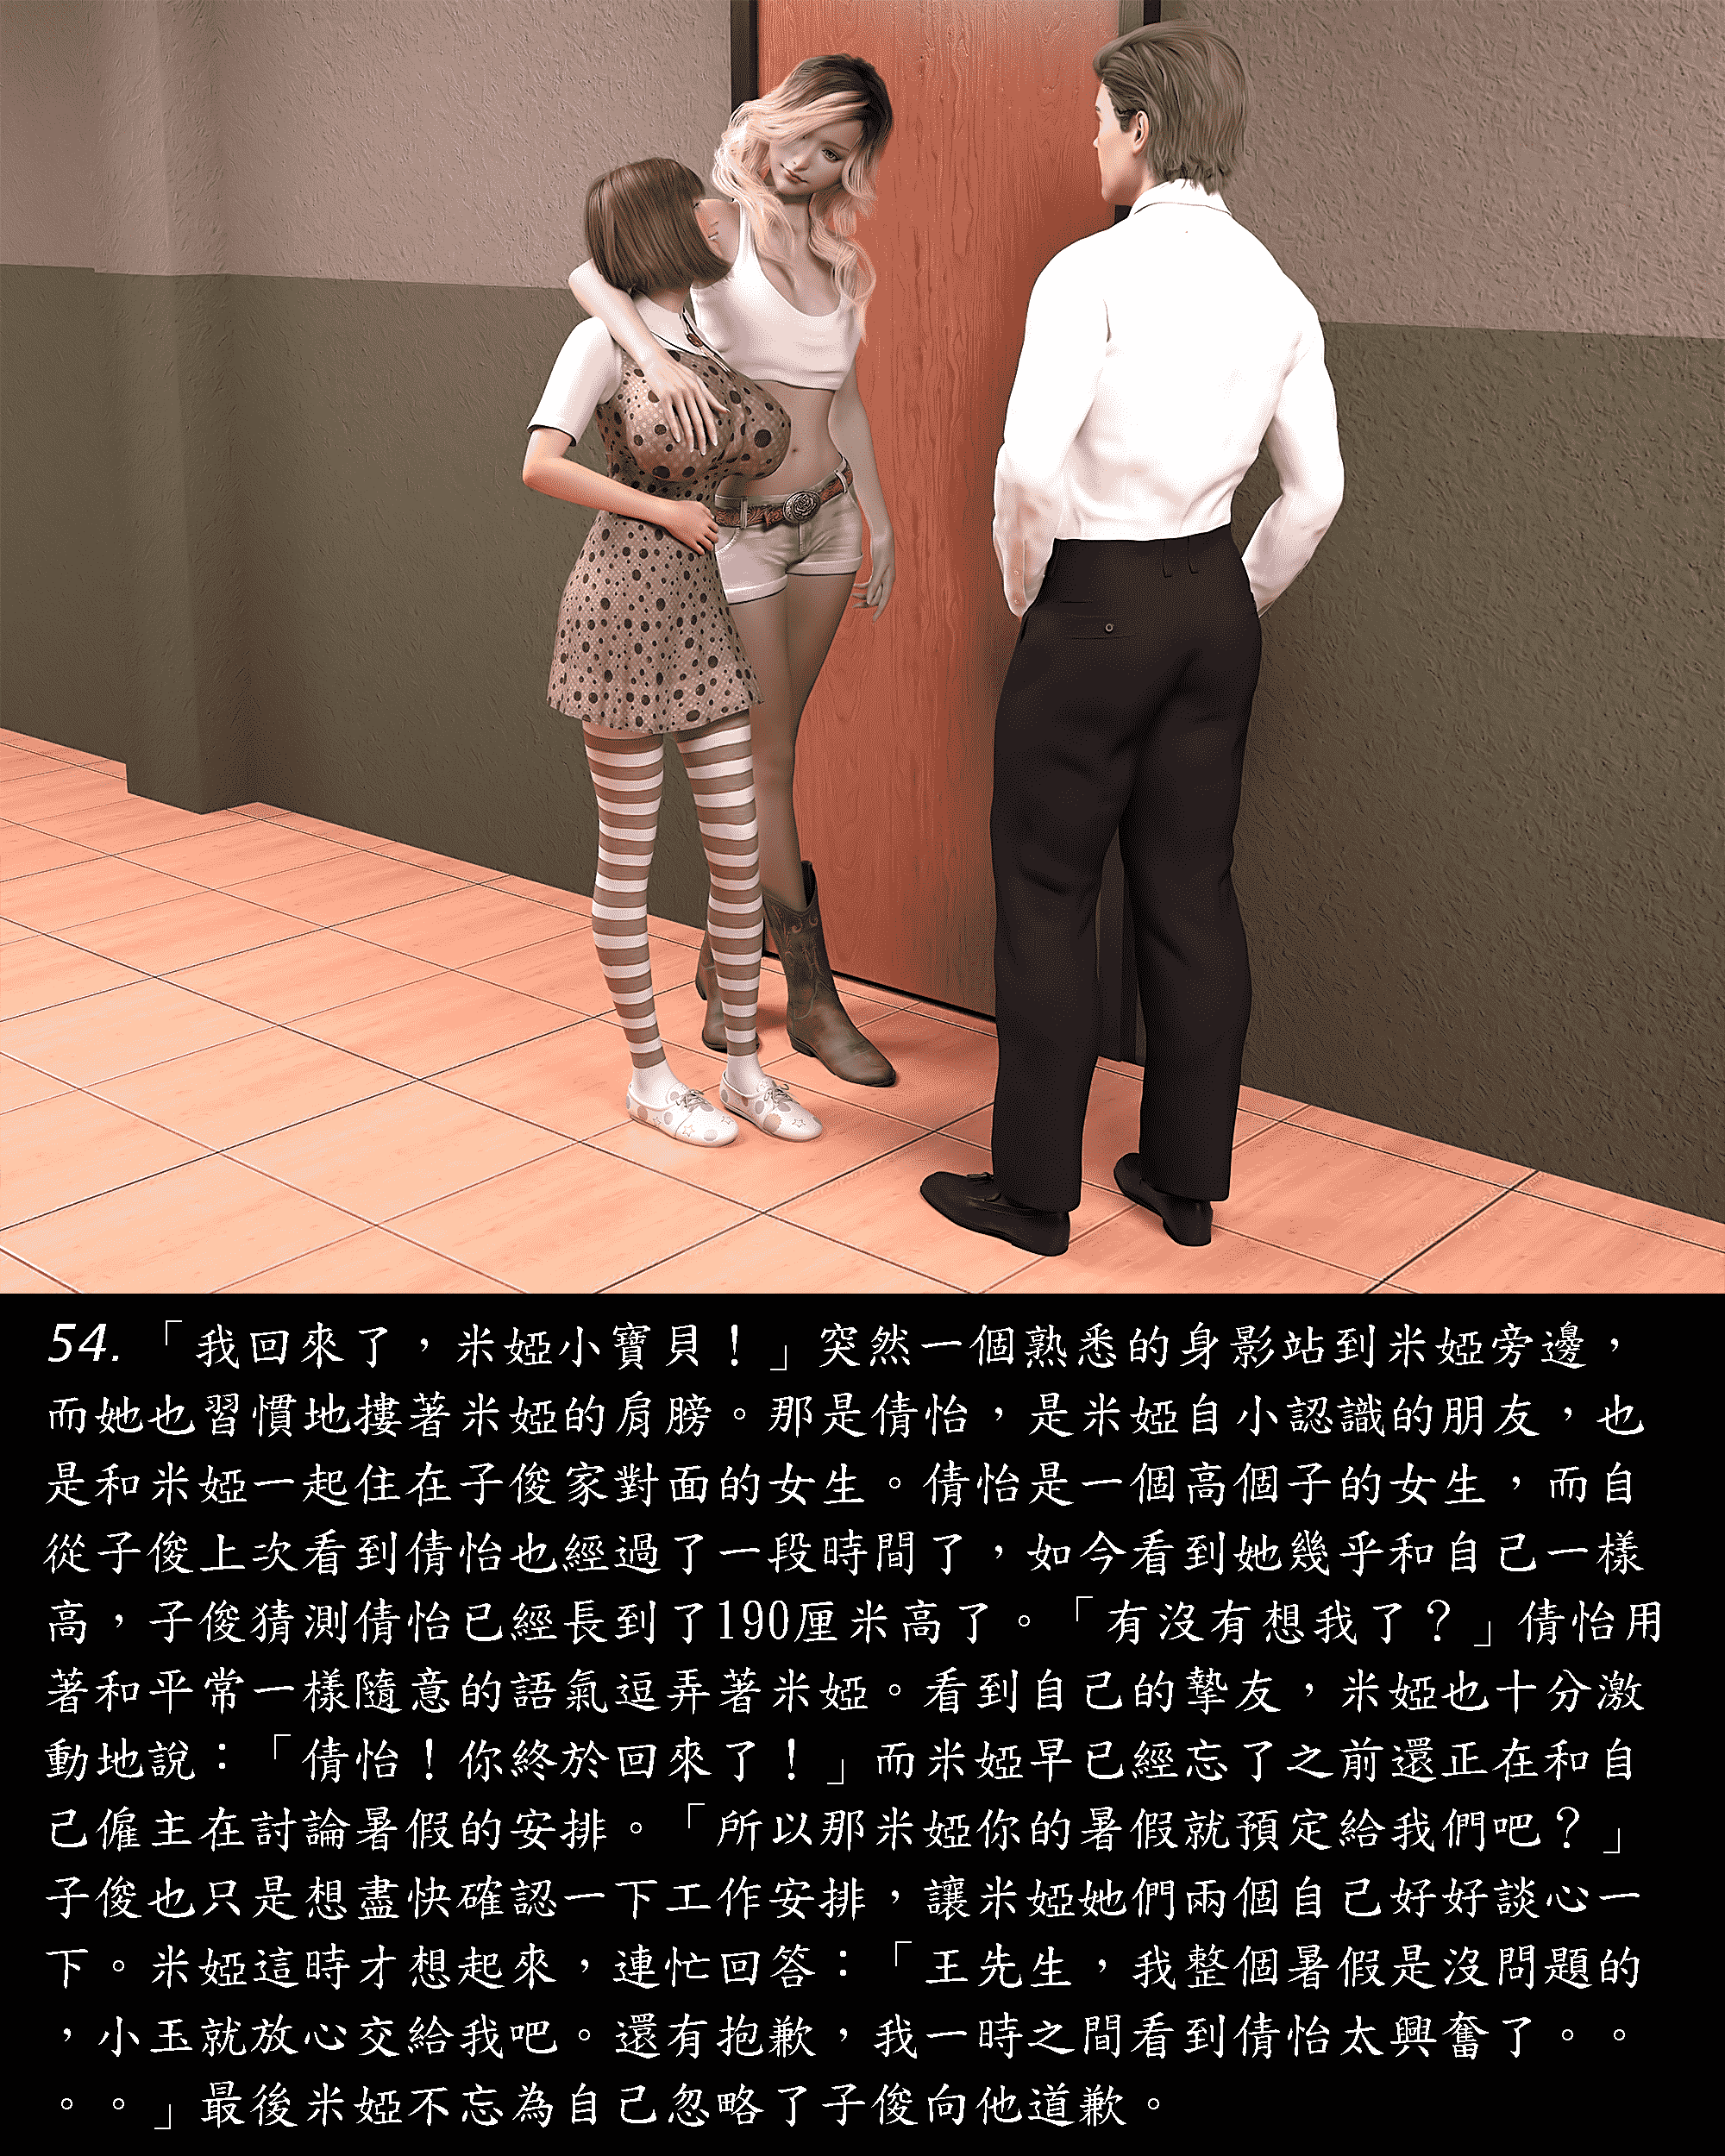 54.「我回來了，米婭小寶貝！」突然一個熟悉的身影站到米婭旁邊，
而她也習慣地摟著米婭的肩膀。那是倩怡，是米婭自小認識的朋友，也
是和米婭一起住在子俊家對面的女生。倩怡是一個高個子的女生，而自
從子俊上次看到倩怡也經過了一段時間了，如今看到她幾乎和自己一樣
高，子俊猜測倩怡已經長到了190厘米高了。「有沒有想我了？」倩怡用
著和平常一樣隨意的語氣逗弄著米婭。看到自己的摯友，米婭也十分激
動地說：「倩怡！你終於回來了！」而米婭早已經忘了之前還正在和自
己僱主在討論暑假的安排。「所以那米婭你的暑假就預定給我們吧？」
子俊也只是想盡快確認一下工作安排，讓米婭她們兩個自己好好談心一
下。米婭這時才想起來，連忙回答：「王先生，我整個暑假是沒問題的
，小玉就放心交給我吧。還有抱歉，我一時之間看到倩怡太興奮了。。
。。」最後米婭不忘為自己忽略了子俊向他道歉。